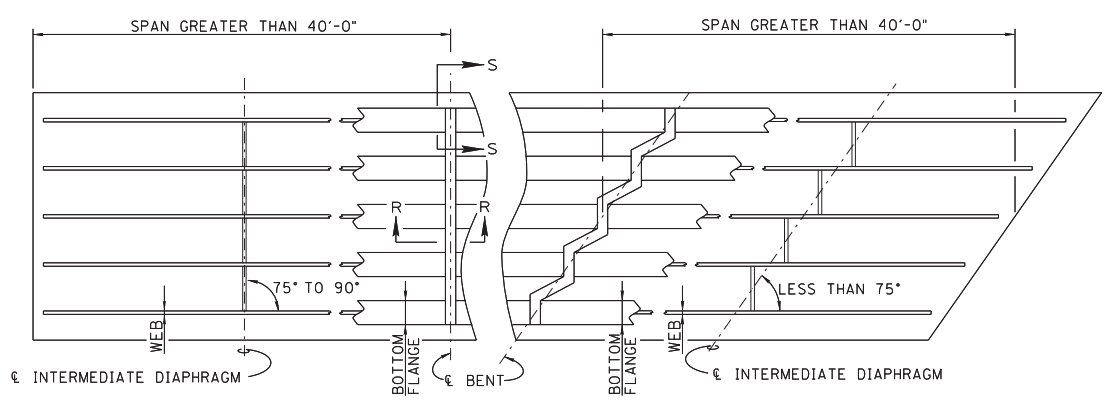 SPAN GREATER THAN 40'-0"
SPAN GREATER THAN 40'-0"
S
S
R
R
75° TO 90°
LESS THAN 75°
WEB
BOTTOM
FLANGE
BOTTOM
FLANGE
WEB
℄ INTERMEDIATE DIAPHRAGM
℄ BENT
℄ INTERMEDIATE DIAPHRAGM